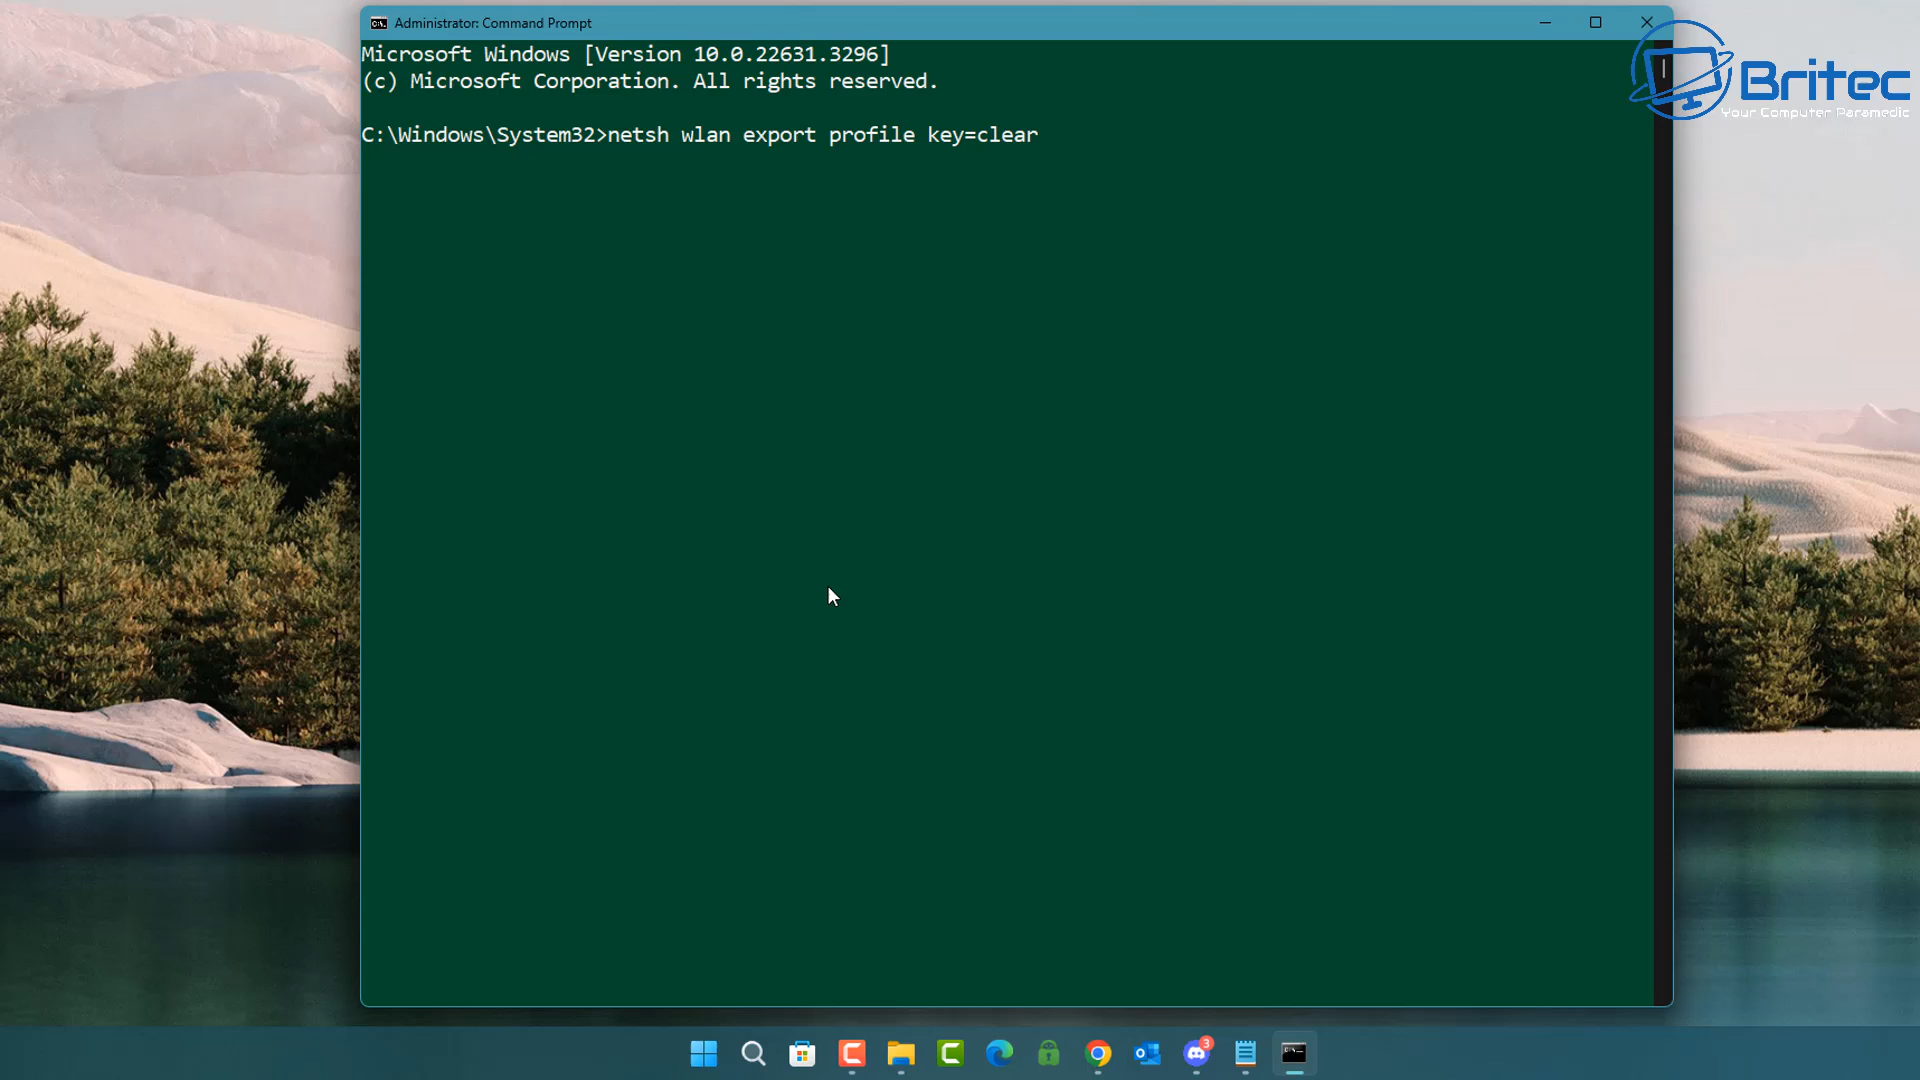 Administrator: Command Prompt
Microsoft Windows [Version 10.0.22631.3296]
(c) Microsoft Corporation. All rights reserved.
C:\Windows\System32>netsh wlan export profile key=clear
Britec
Your Computer Paramedic
3